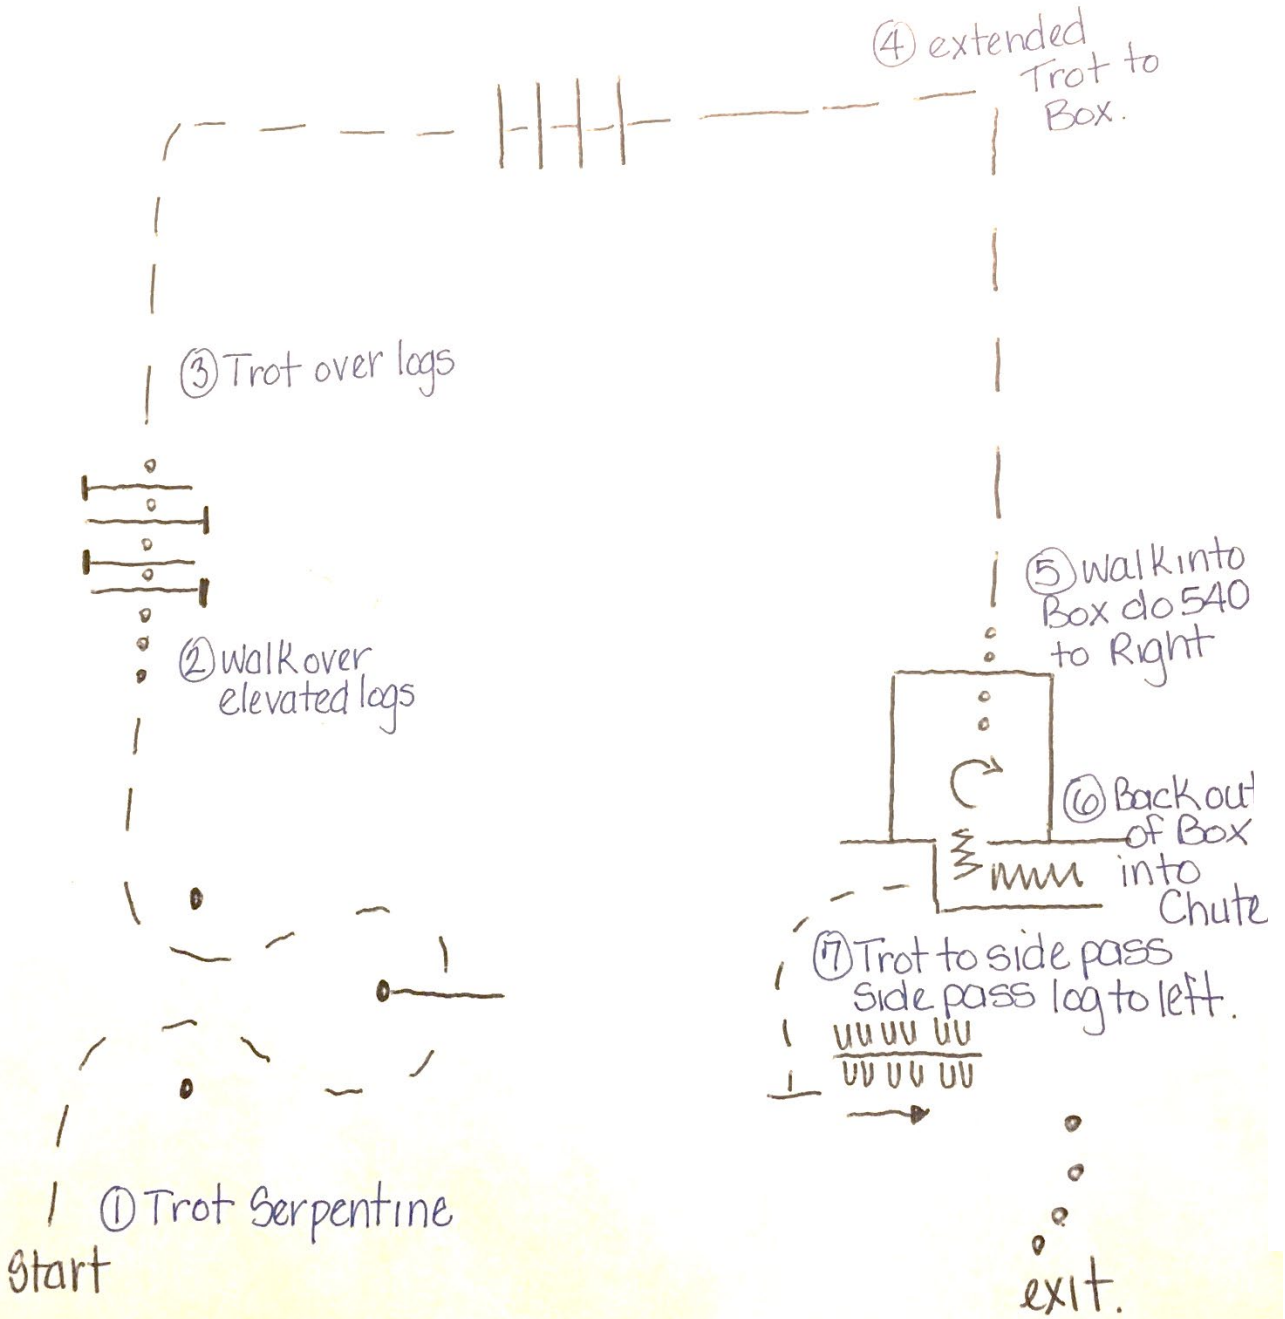 ④ extended
Trot to
Box.
③ Trot over logs
⑤ walk into
Box do 540
to Right
② Walk over
elevated logs
⑥ Back out
of Box
into
Chute
⑦ Trot to side pass
side pass log to left.
① Trot Serpentine
Start
exit.